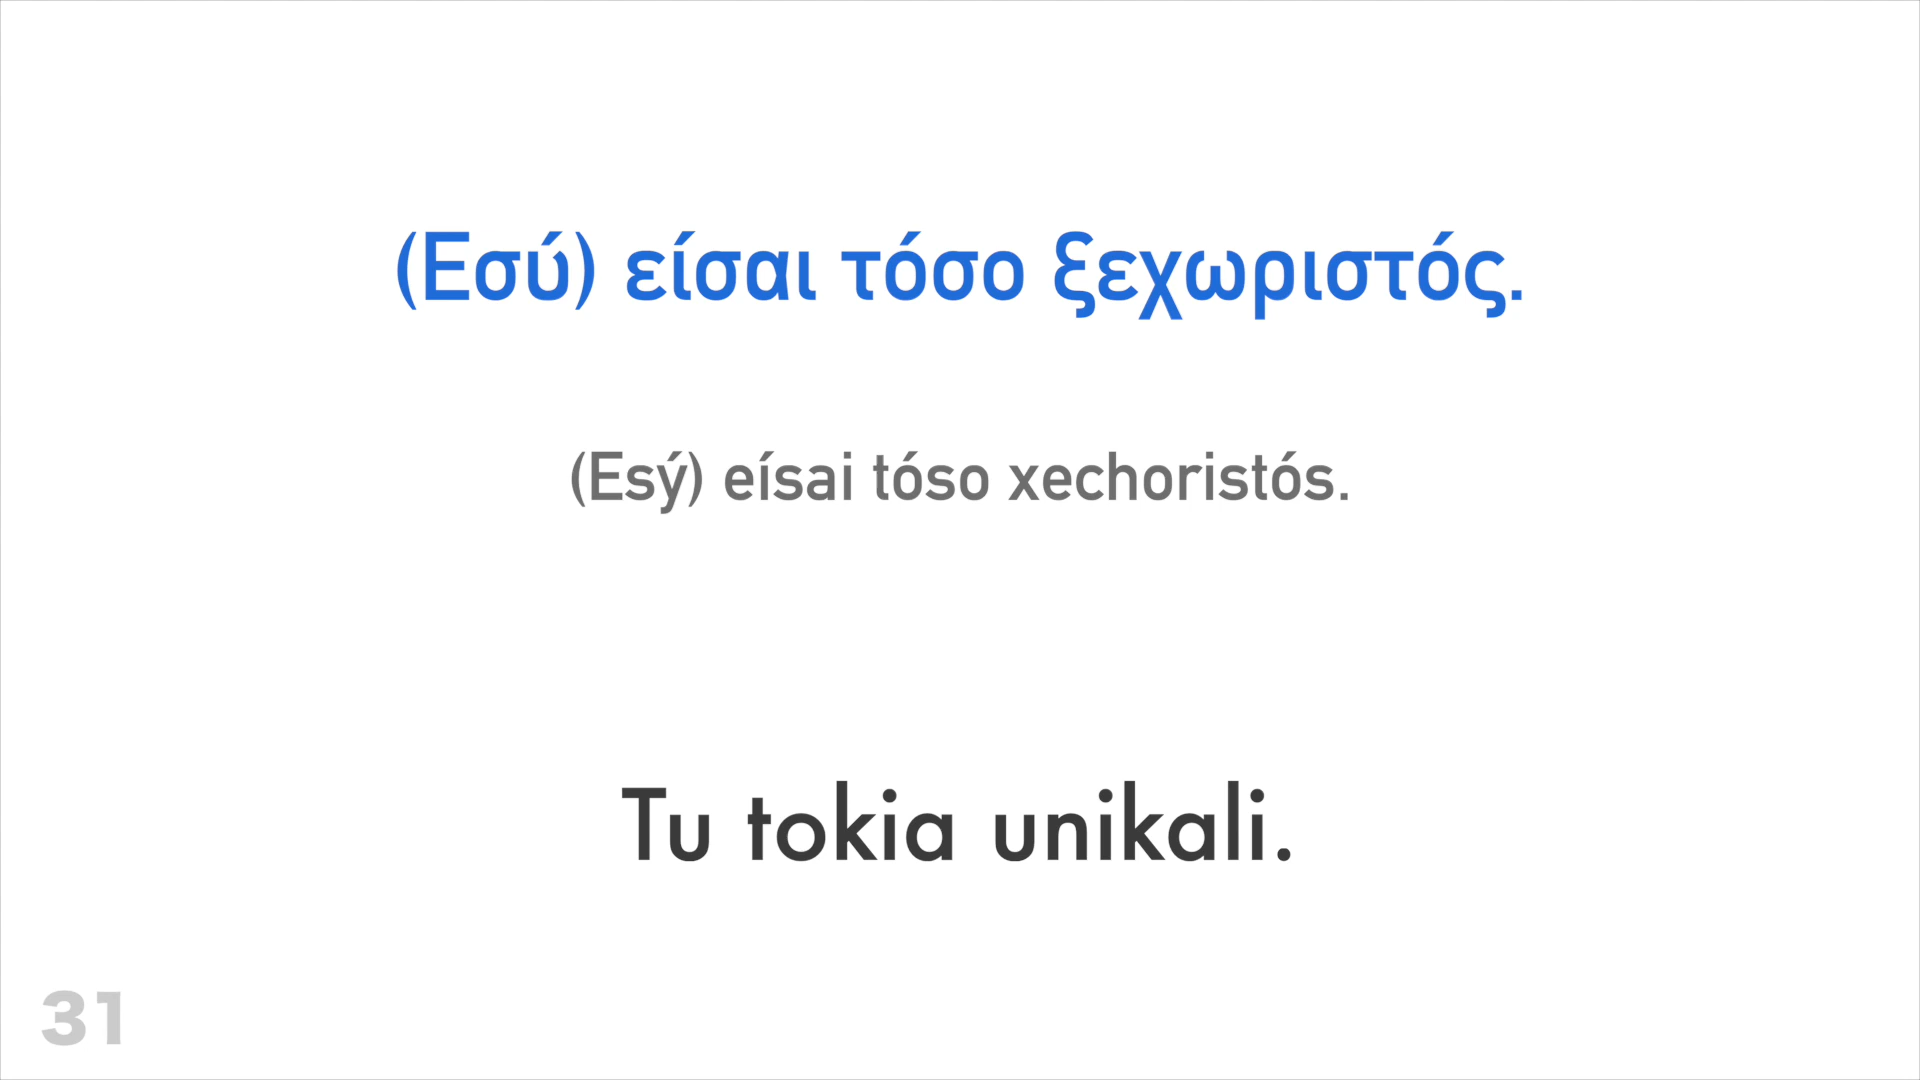 (Εσύ) είσαι τόσο ξεχωριστός.
(Esý) eísai tóso xechoristós.
Tu tokia unikali.
31